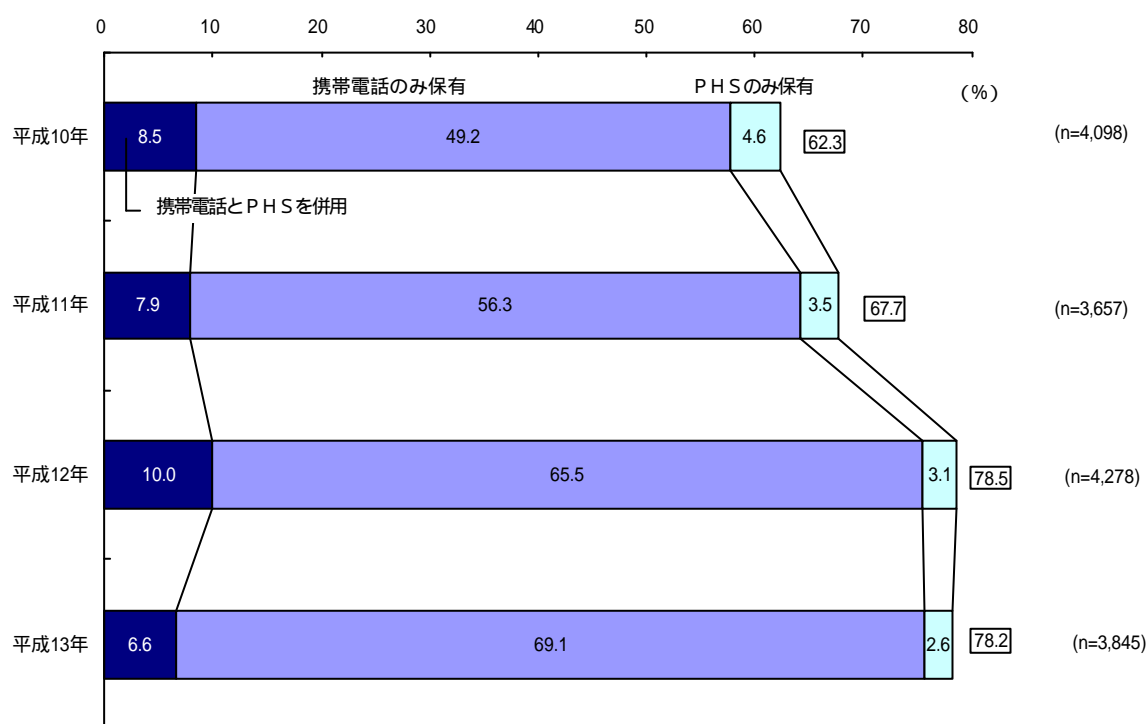 0 10 20 30 40 50 60 70 80
携帯電話のみ保有 ＰＨＳのみ保有 （％）
平成10年 8.5 49.2 4.6 62.3 (n=4,098)
携帯電話とＰＨＳを併用
平成11年 7.9 56.3 3.5 67.7 (n=3,657)
平成12年 10.0 65.5 3.1 78.5 (n=4,278)
平成13年 6.6 69.1 2.6 78.2 (n=3,845)